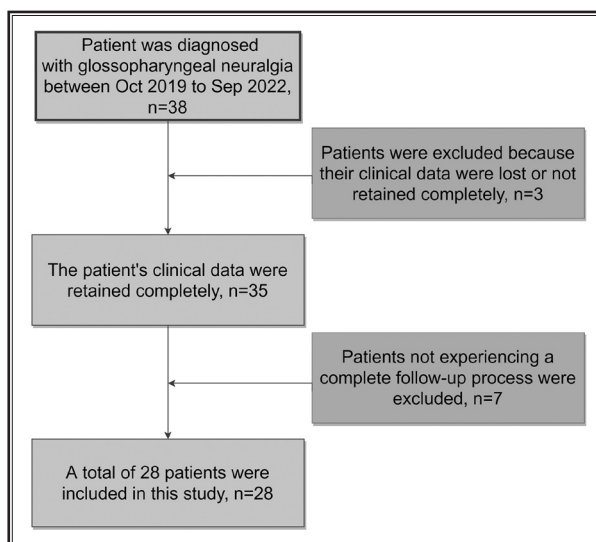 Patient was diagnosed
with glossopharyngeal neuralgia
between Oct 2019 to Sep 2022,
n=38
Patients were excluded because
their clinical data were lost or not
retained completely, n=3
The patient's clinical data were
retained completely, n=35
Patients not experiencing a
complete follow-up process were
excluded, n=7
A total of 28 patients were
included in this study, n=28